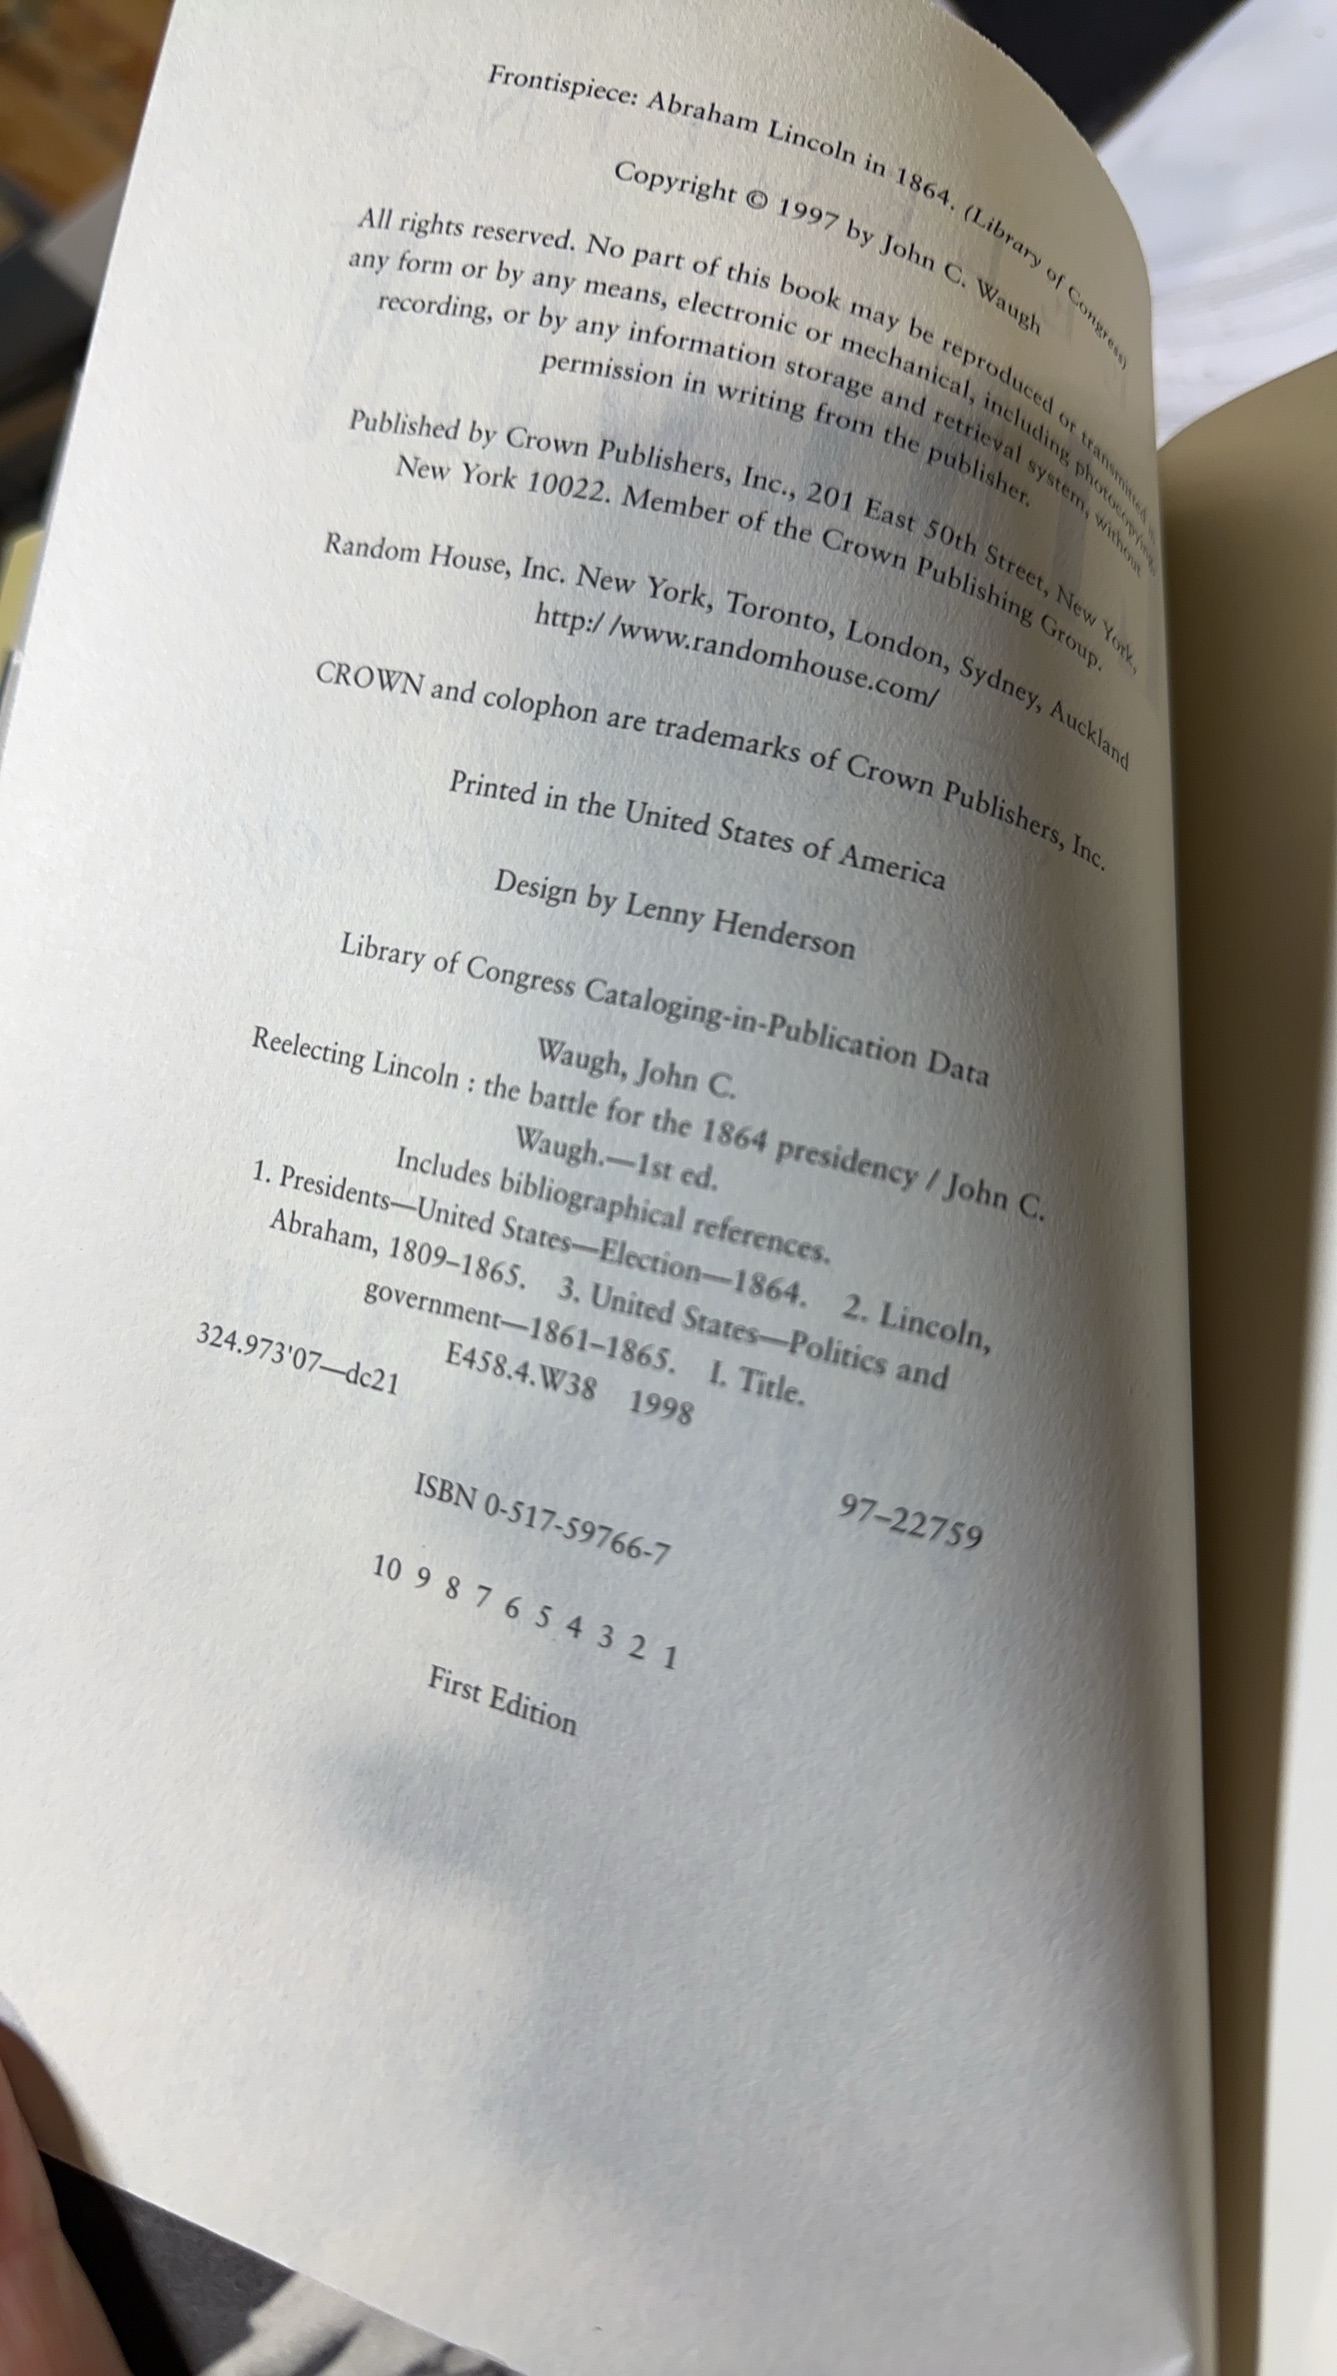 Frontispiece: Abraham Lincoln in 1864. (Library of Congress)
Copyright © 1997 by John C. Waugh
All rights reserved. No part of this book may be reproduced or transmitted in
any form or by any means, electronic or mechanical, including photocopying,
recording, or by any information storage and retrieval system, without
permission in writing from the publisher.
Published by Crown Publishers, Inc., 201 East 50th Street, New York,
New York 10022. Member of the Crown Publishing Group.
Random House, Inc. New York, Toronto, London, Sydney, Auckland
http://www.randomhouse.com/
CROWN and colophon are trademarks of Crown Publishers, Inc.
Printed in the United States of America
Design by Lenny Henderson
Library of Congress Cataloging-in-Publication Data
Waugh, John C.
Reelecting Lincoln : the battle for the 1864 presidency / John C.
Waugh.—1st ed.
Includes bibliographical references.
1. Presidents—United States—Election—1864. 2. Lincoln,
Abraham, 1809–1865. 3. United States—Politics and
government—1861–1865. I. Title.
E458.4.W38 1998
324.973'07—dc21 97–22759
ISBN 0-517-59766-7
10 9 8 7 6 5 4 3 2 1
First Edition